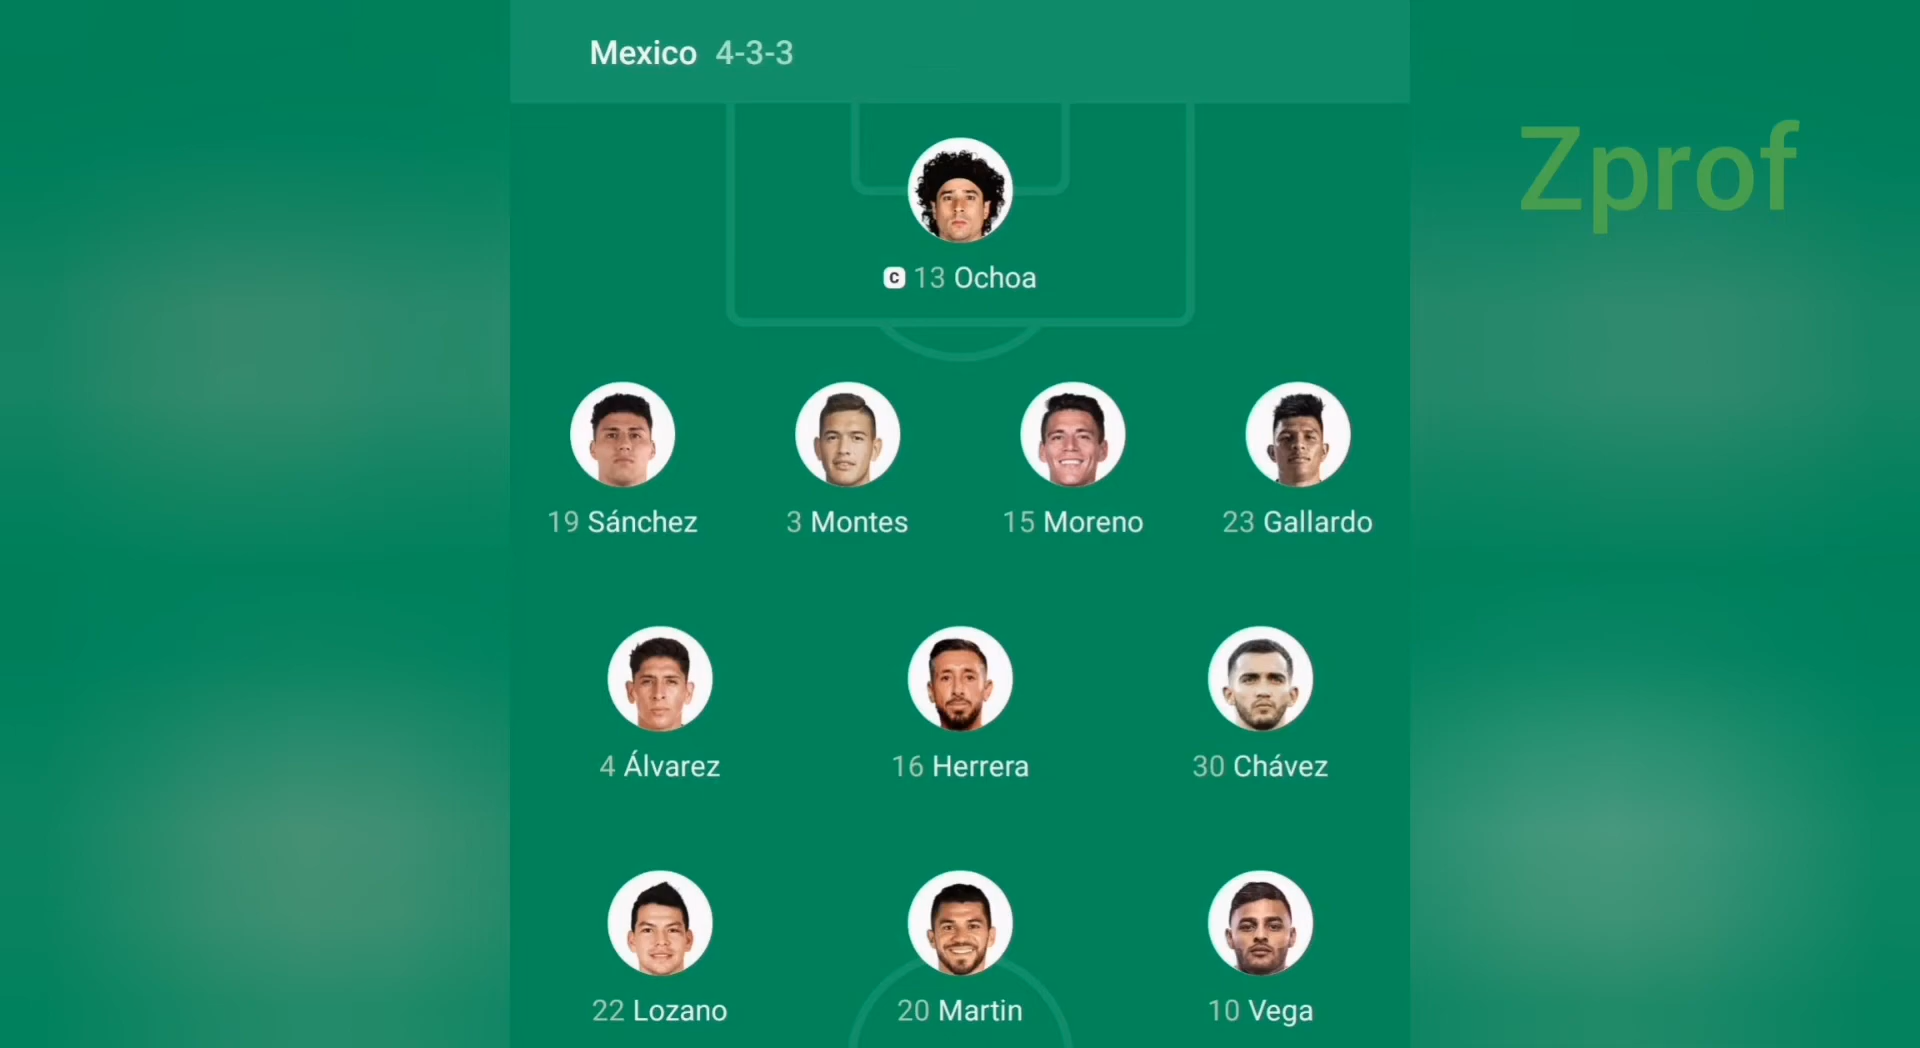 Mexico 4-3-3
Zprof
C 13 Ochoa
19 Sánchez 3 Montes 15 Moreno 23 Gallardo
4 Álvarez 16 Herrera 30 Chávez
22 Lozano 20 Martin 10 Vega